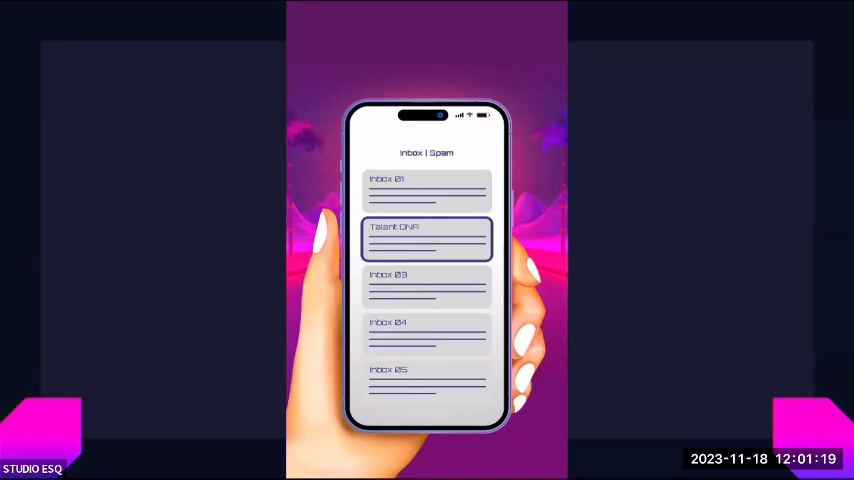 Inbox | Spam
Inbox 01
Talent DNA
Inbox 03
Inbox 04
Inbox 05
STUDIO ESQ
2023-11-18 12:01:19